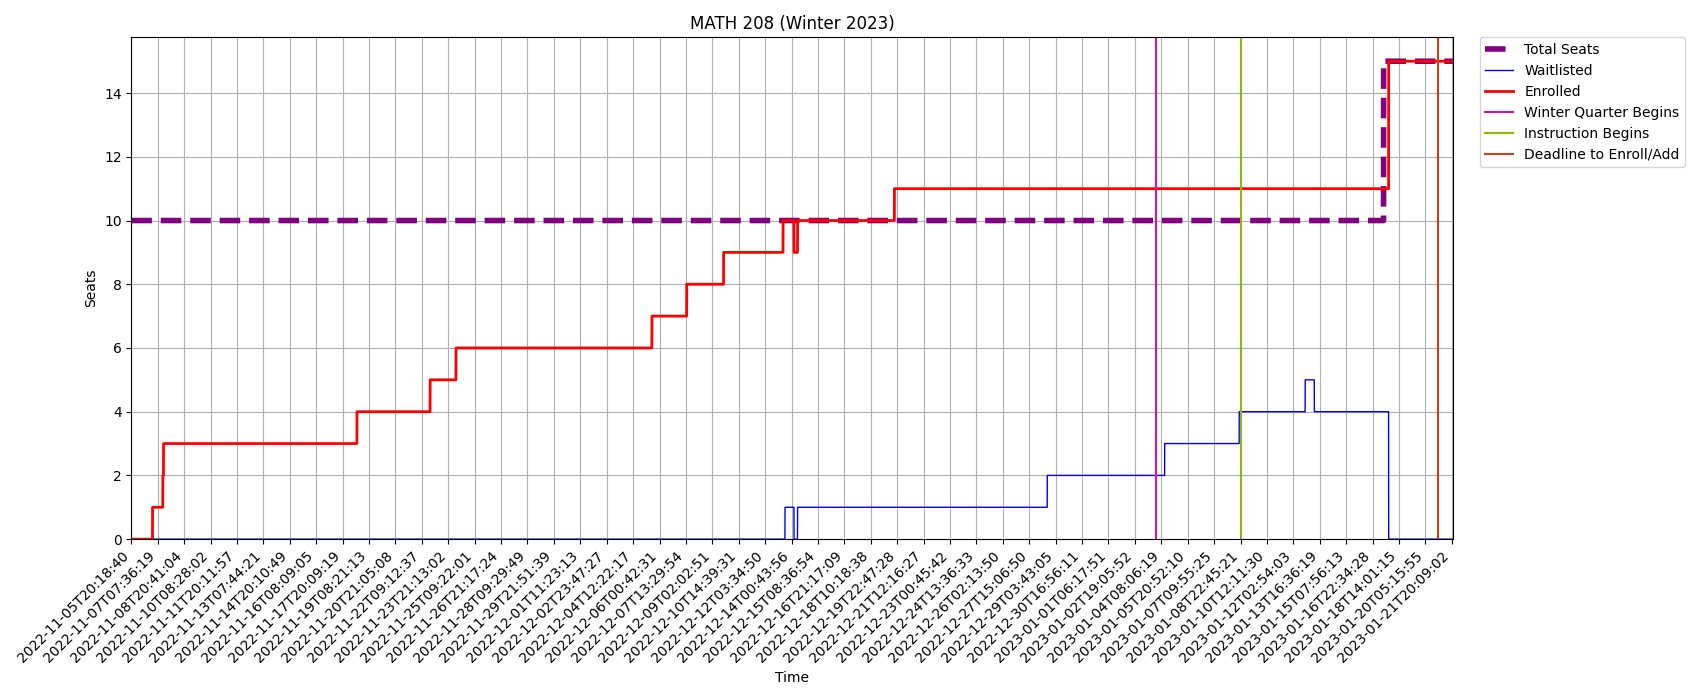 MATH 208 (Winter 2023)
Total Seats
Waitlisted
Enrolled
Winter Quarter Begins
Instruction Begins
Deadline to Enroll/Add
Seats
14
12
10
8
6
4
2
0
2022-11-05T20:18:40
2022-11-07T07:36:19
2022-11-08T20:41:04
2022-11-10T08:28:02
2022-11-11T20:11:57
2022-11-13T07:44:21
2022-11-14T20:10:49
2022-11-16T08:09:05
2022-11-17T20:09:19
2022-11-19T08:21:13
2022-11-20T21:05:08
2022-11-22T09:12:37
2022-11-23T21:13:02
2022-11-25T09:22:01
2022-11-26T21:17:24
2022-11-28T09:29:49
2022-11-29T21:51:39
2022-12-01T11:23:13
2022-12-02T23:47:27
2022-12-04T12:22:17
2022-12-06T00:42:31
2022-12-07T13:29:54
2022-12-09T02:02:51
2022-12-10T14:39:31
2022-12-12T03:34:50
2022-12-14T00:43:56
2022-12-15T08:36:54
2022-12-16T21:17:09
2022-12-18T10:18:38
2022-12-19T22:47:28
2022-12-21T12:16:27
2022-12-23T00:45:42
2022-12-24T13:36:33
2022-12-26T02:13:50
2022-12-27T15:06:50
2022-12-29T03:43:05
2022-12-30T16:56:11
2023-01-01T06:17:51
2023-01-02T19:05:52
2023-01-04T08:06:19
2023-01-05T20:52:10
2023-01-07T09:55:25
2023-01-08T22:45:21
2023-01-10T12:11:30
2023-01-12T02:54:03
2023-01-13T16:36:19
2023-01-15T07:56:13
2023-01-16T22:34:28
2023-01-18T14:01:15
2023-01-20T05:15:55
2023-01-21T20:09:02
Time